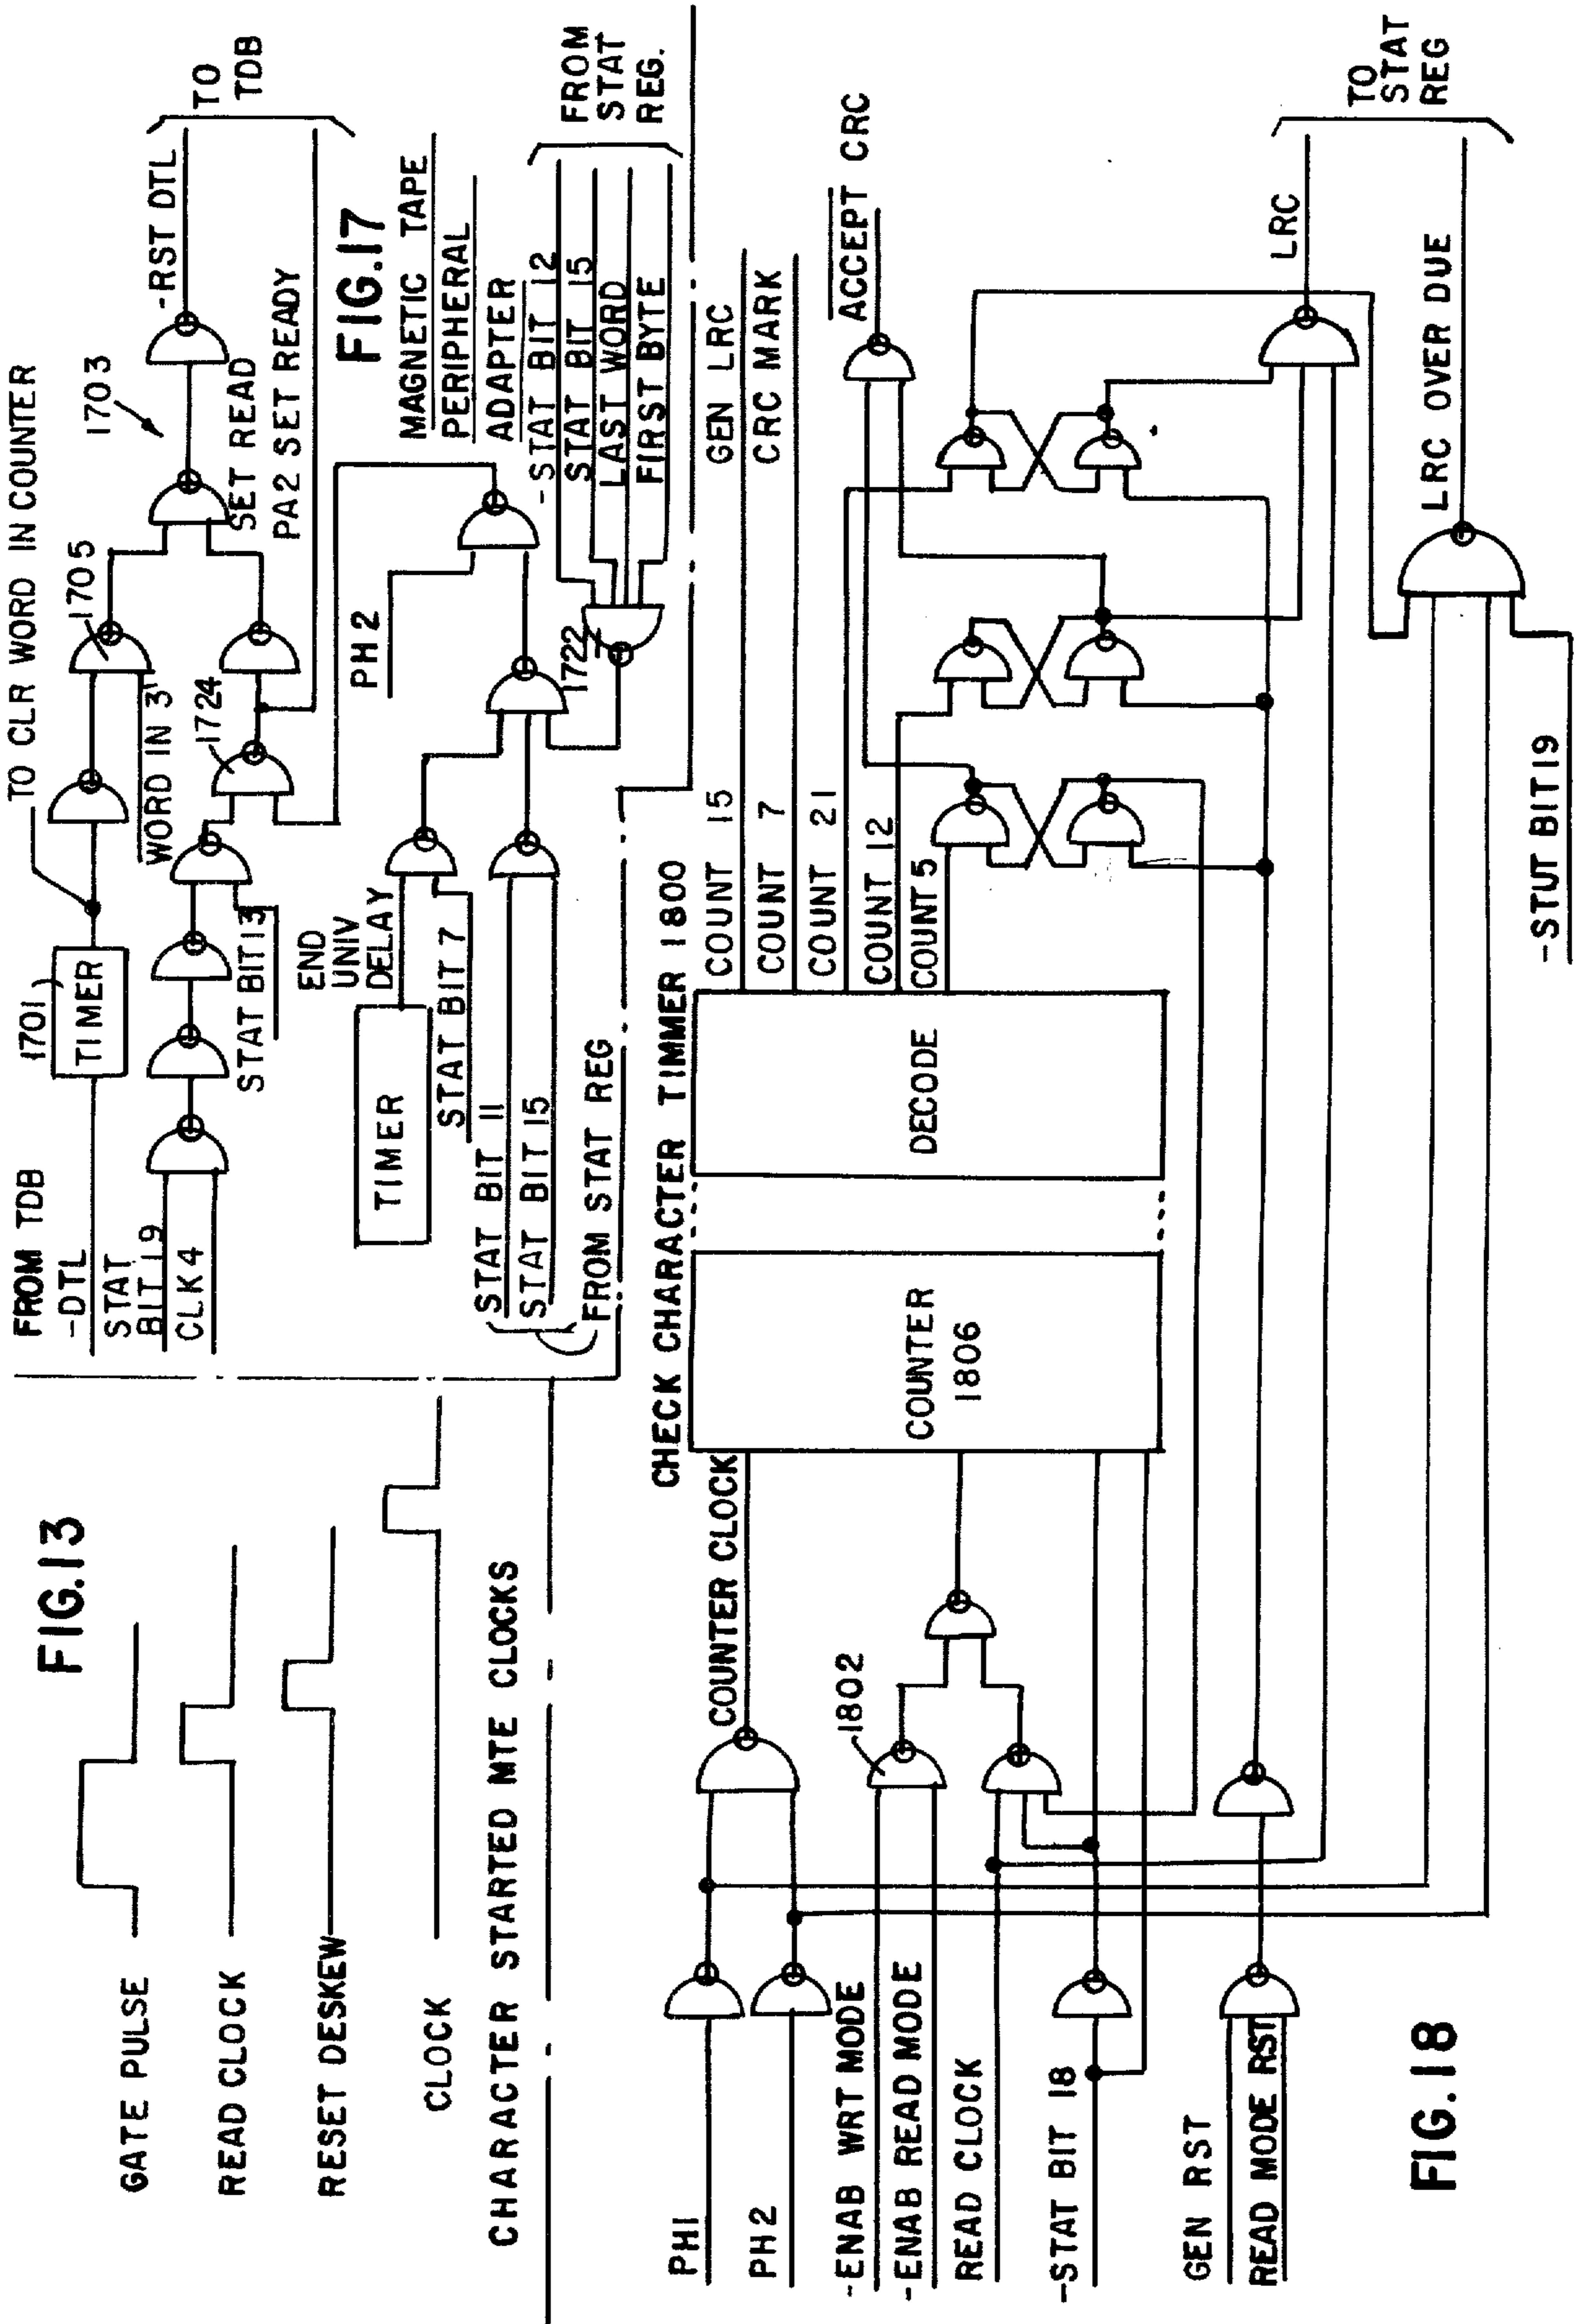 FIG.13
GATE PULSE
READ CLOCK
RESET DESKEW
CLOCK
CHARACTER STARTED MTE CLOCKS
TO CLR WORD IN COUNTER
1703
FROM TDB
-DTL
1701
TIMER
1705
-RST DTL
TO
TDB
STAT
BIT 19
CLK4
STAT BIT 13
WORD IN 3
1724
SET READ
PA2 SET READY
FIG.17
MAGNETIC TAPE
PERIPHERAL
ADAPTER
END
UNIV
DELAY
TIMER
STAT BIT 7
PH 2
STAT BIT 11
STAT BIT 15
FROM STAT REG
1722
-STAT BIT 12
STAT BIT 15
LAST WORD
FIRST BYTE
FROM
STAT
REG.
CHECK CHARACTER TIMMER 1800
PH1
PH2
COUNTER CLOCK
-ENAB WRT MODE
-ENAB READ MODE
1802
READ CLOCK
-STAT BIT 18
GEN RST
READ MODE RST
COUNTER
1806
DECODE
COUNT 15
GEN LRC
COUNT 7
CRC MARK
COUNT 21
COUNT 12
COUNT 5
ACCEPT CRC
LRC
LRC OVER DUE
TO
STAT
REG
-STUT BIT 19
FIG.18